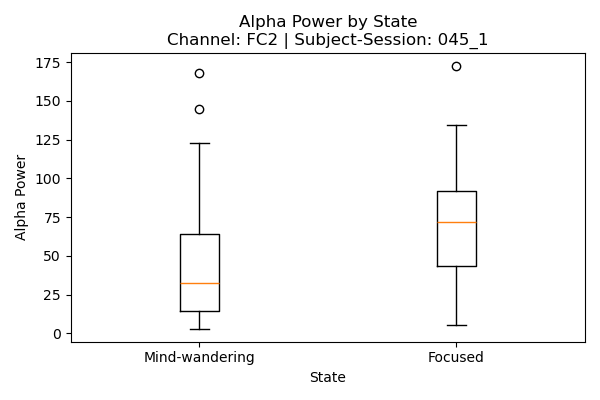 Alpha Power by State
Channel: FC2 | Subject-Session: 045_1
175
150
125
100
75
50
25
0
Alpha Power
Mind-wandering
Focused
State